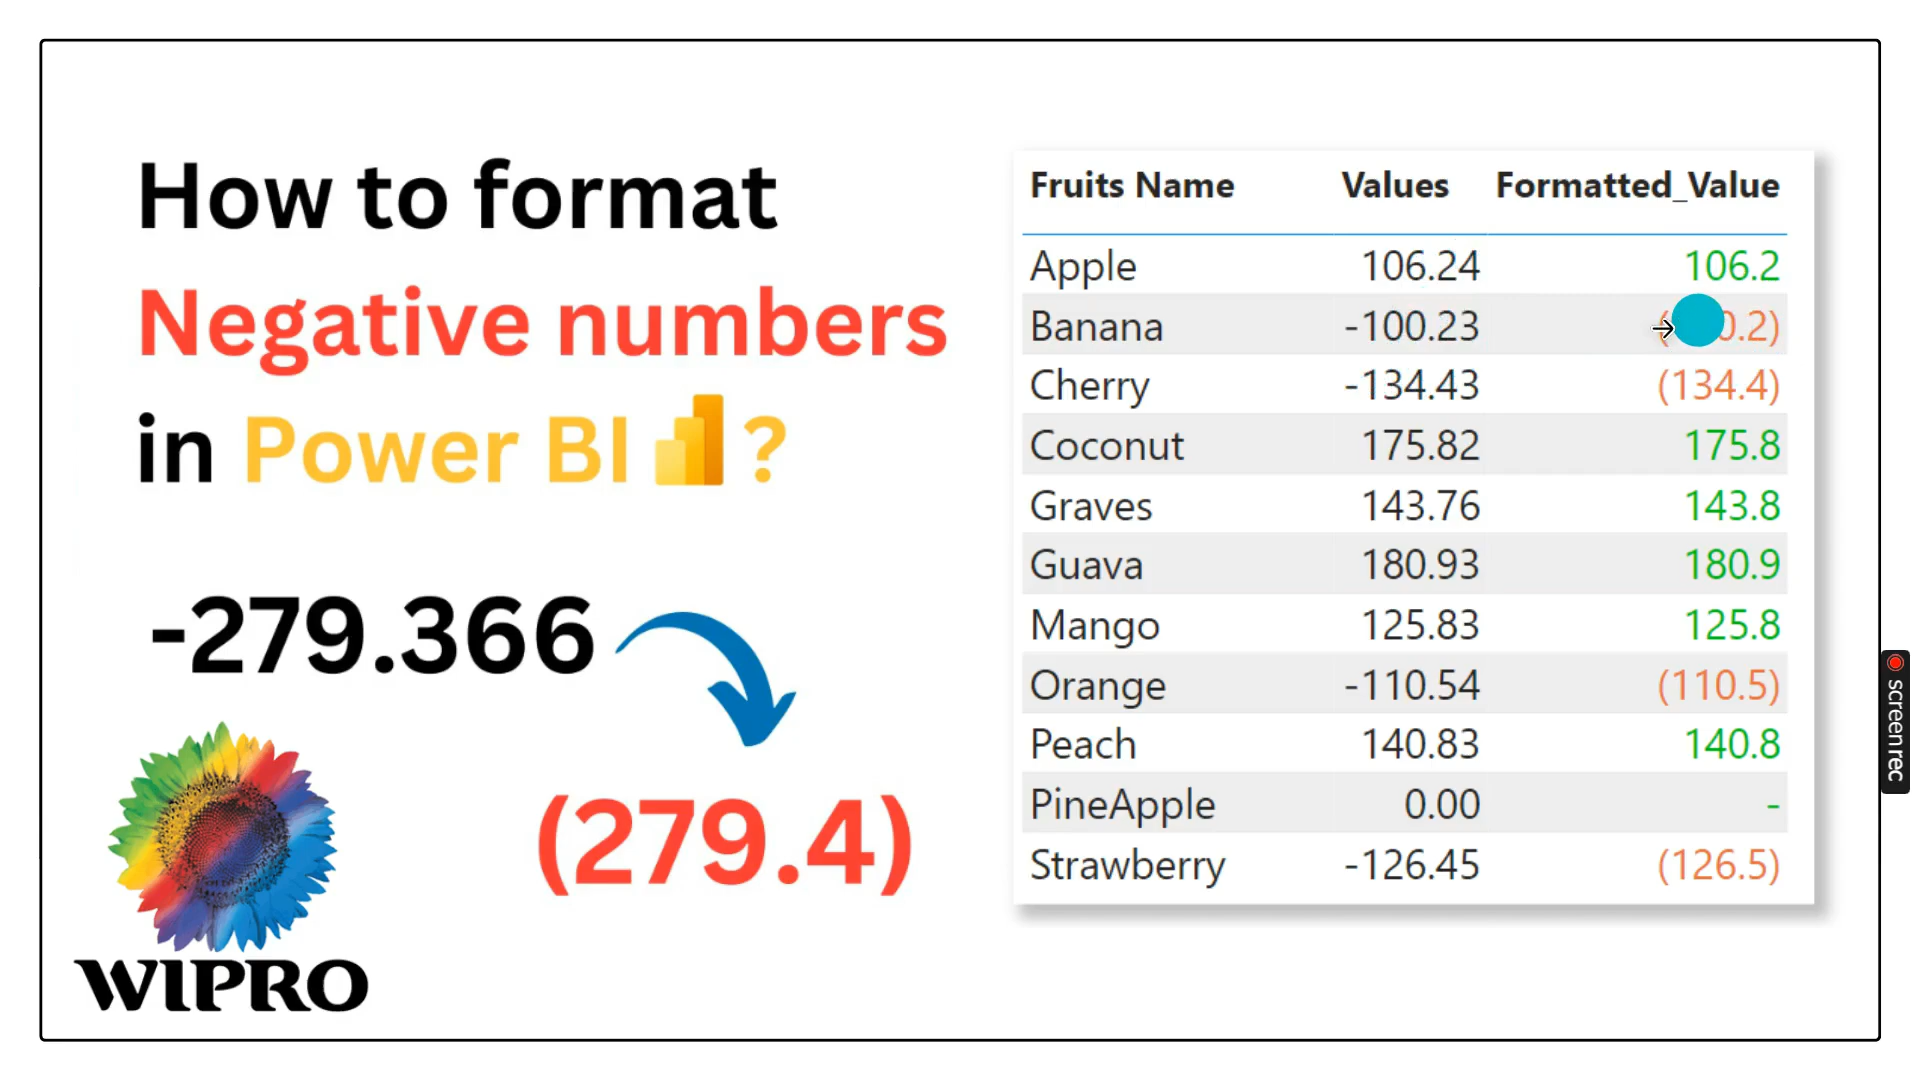 How to format
Negative numbers
in Power BI ?
-279.366
(279.4)
WIPRO
Fruits Name Values Formatted_Value
Apple 106.24 106.2
Banana -100.23
Cherry -134.43 (134.4)
Coconut 175.82 175.8
Graves 143.76 143.8
Guava 180.93 180.9
Mango 125.83 125.8
Orange -110.54 (110.5)
Peach 140.83 140.8
PineApple 0.00 -
Strawberry -126.45 (126.5)
screenrec